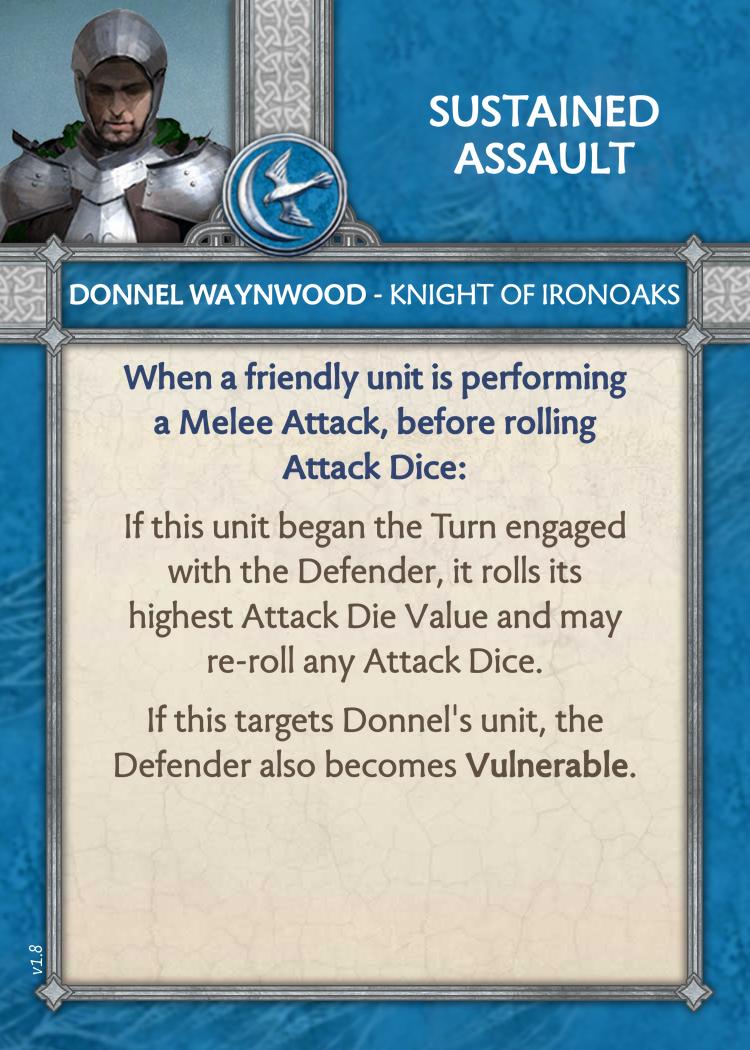 SUSTAINED
ASSAULT
DONNEL WAYNWOOD - KNIGHT OF IRONOAKS
When a friendly unit is performing
a Melee Attack, before rolling
Attack Dice:
If this unit began the Turn engaged
with the Defender, it rolls its
highest Attack Die Value and may
re-roll any Attack Dice.
If this targets Donnel's unit, the
Defender also becomes Vulnerable.
v1.8